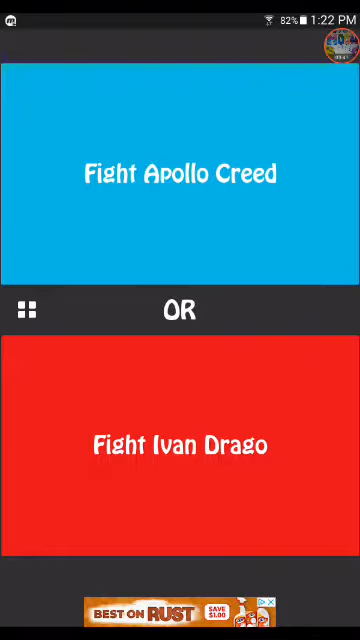 82% 1:22 PM
Fight Apollo Creed
OR
Fight Ivan Drago
BEST ON RUST SAVE $1.00